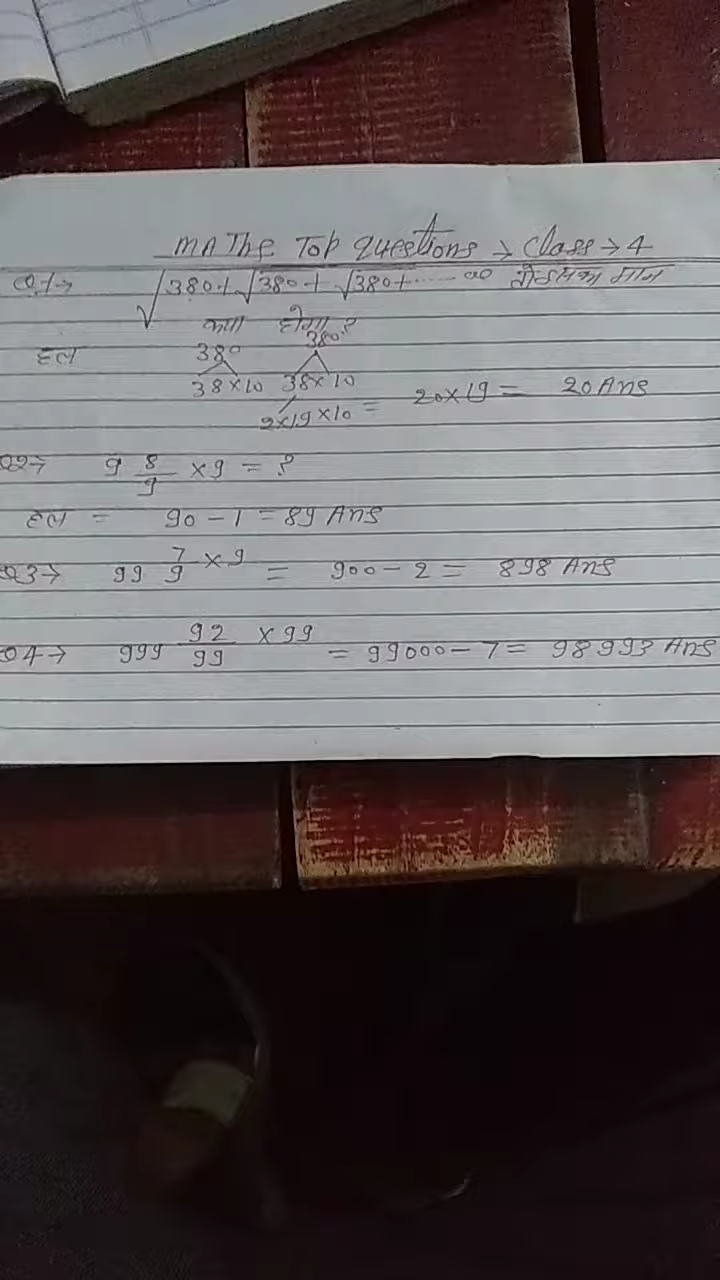 MATHs Top Questions → Class → 4
Q1→ √380+√380+√380+......∞ तो इसका मान
क्या होगा ?
हल 380 380
38×10 38×10
2×19×10 = 20×19 = 20 Ans
Q2→ 9 8/9 ×9 = ?
हल = 90-1 = 89 Ans
Q3→ 99 7/9 ×9 = 900-2 = 898 Ans
Q4→ 999 92/99 ×99 = 99000-7 = 98993 Ans